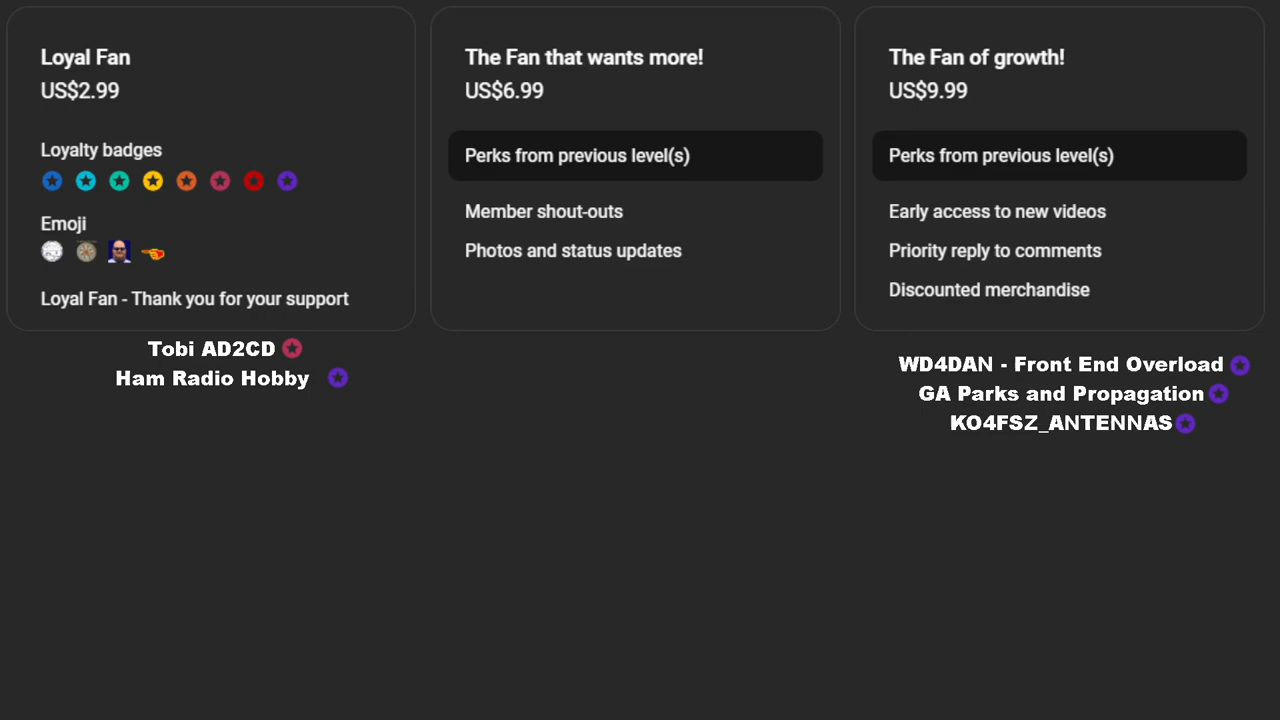 Loyal Fan
US$2.99
Loyalty badges
Emoji
Loyal Fan - Thank you for your support
Tobi AD2CD
Ham Radio Hobby
The Fan that wants more!
US$6.99
Perks from previous level(s)
Member shout-outs
Photos and status updates
The Fan of growth!
US$9.99
Perks from previous level(s)
Early access to new videos
Priority reply to comments
Discounted merchandise
WD4DAN - Front End Overload
GA Parks and Propagation
KO4FSZ_ANTENNAS